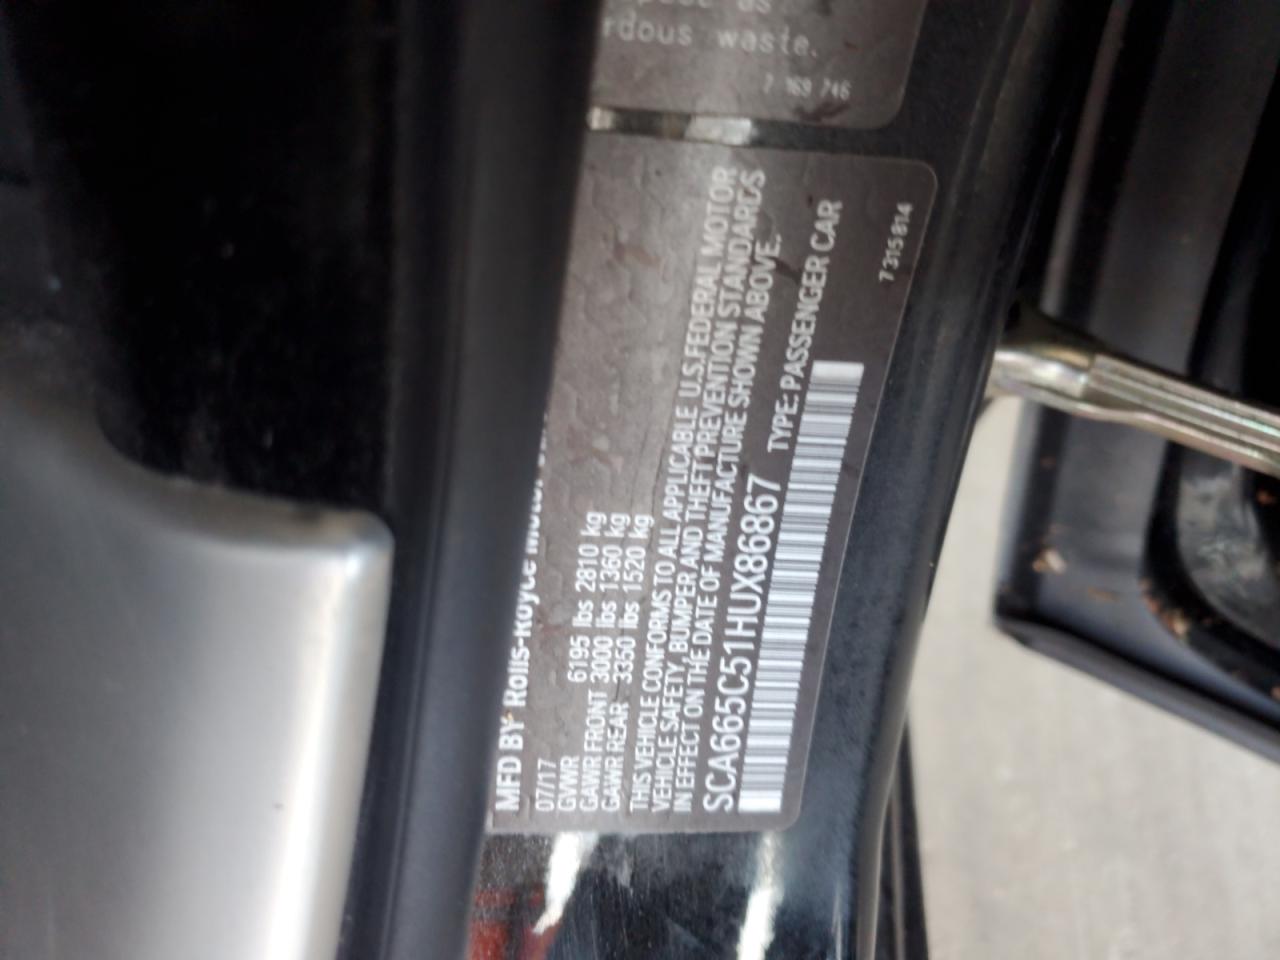 rdous waste.
7 169 746
MFD BY Rolls-Royce Motor
07/17
GVWR 6195 lbs 2810 kg
GAWR FRONT 3000 lbs 1360 kg
GAWR REAR 3350 lbs 1520 kg
THIS VEHICLE CONFORMS TO ALL APPLICABLE U.S.FEDERAL MOTOR
VEHICLE SAFETY, BUMPER AND THEFT PREVENTION STANDARDS
IN EFFECT ON THE DATE OF MANUFACTURE SHOWN ABOVE.
SCA665C51HUX86867 TYPE: PASSENGER CAR
7315814